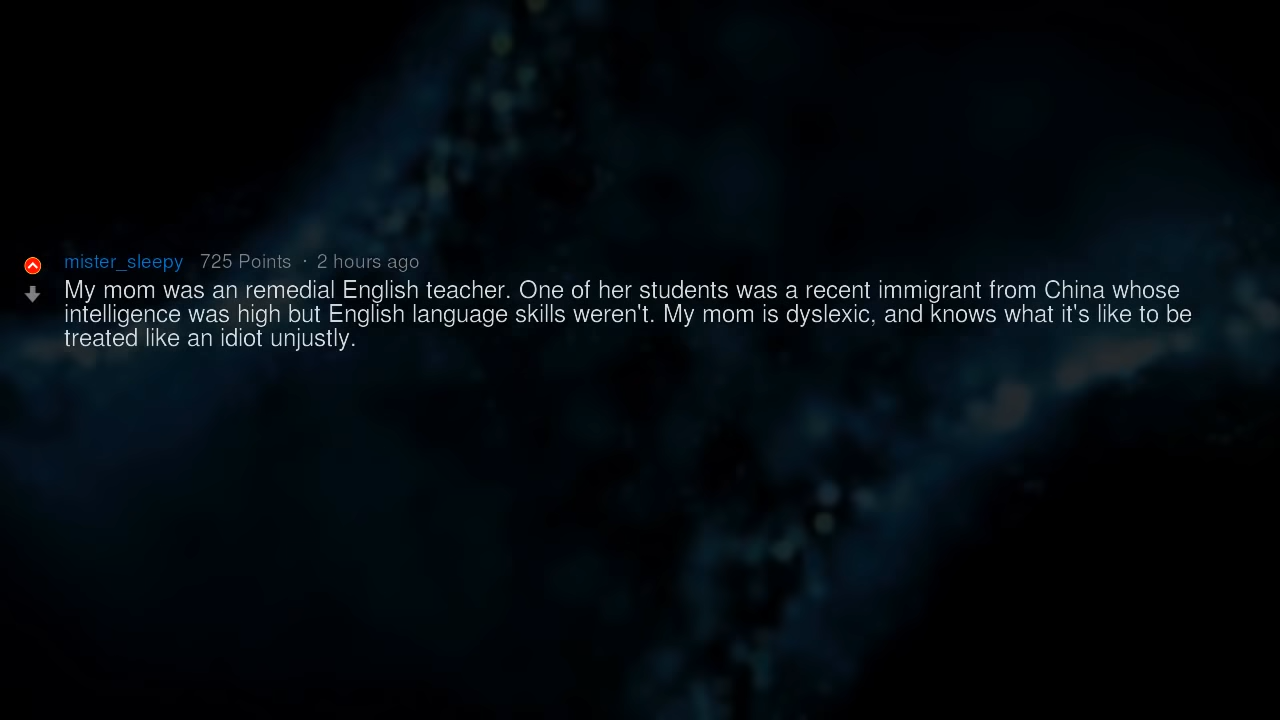 mister_sleepy 725 Points · 2 hours ago
My mom was an remedial English teacher. One of her students was a recent immigrant from China whose
intelligence was high but English language skills weren't. My mom is dyslexic, and knows what it's like to be
treated like an idiot unjustly.